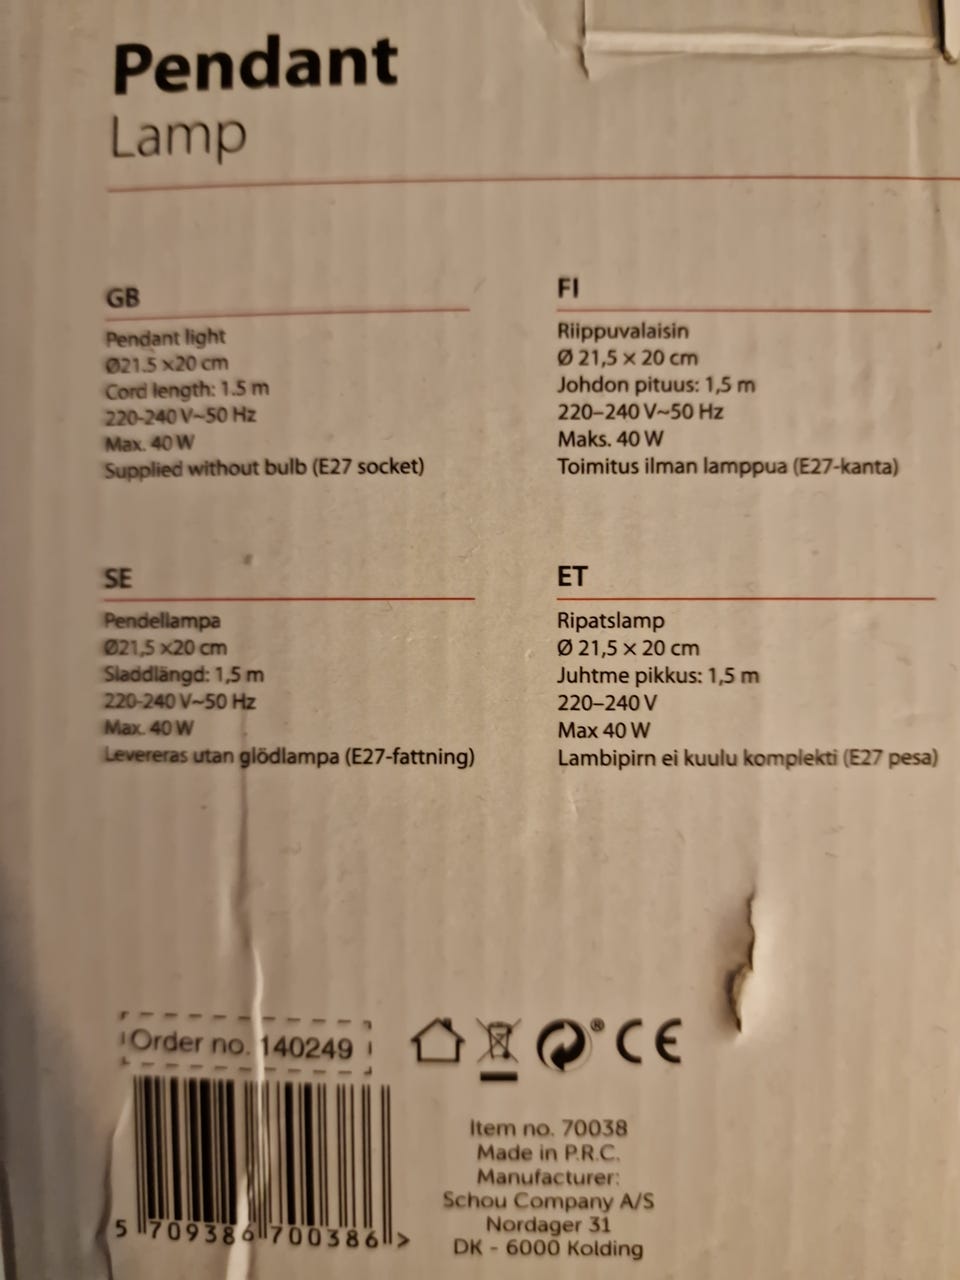 Pendant
Lamp
GB
Pendant light
Ø21.5 x20 cm
Cord length: 1.5 m
220-240 V~50 Hz
Max. 40 W
Supplied without bulb (E27 socket)
FI
Riippuvalaisin
Ø 21,5 × 20 cm
Johdon pituus: 1,5 m
220–240 V~50 Hz
Maks. 40 W
Toimitus ilman lamppua (E27-kanta)
SE
Pendellampa
Ø21,5 x20 cm
Sladdlängd: 1,5 m
220-240 V~50 Hz
Max. 40 W
Levereras utan glödlampa (E27-fattning)
ET
Ripatslamp
Ø 21,5 × 20 cm
Juhtme pikkus: 1,5 m
220–240 V
Max 40 W
Lambipirn ei kuulu komplekti (E27 pesa)
Order no. 140249
® CE
5 709386 700386 >
Item no. 70038
Made in P.R.C.
Manufacturer:
Schou Company A/S
Nordager 31
DK - 6000 Kolding